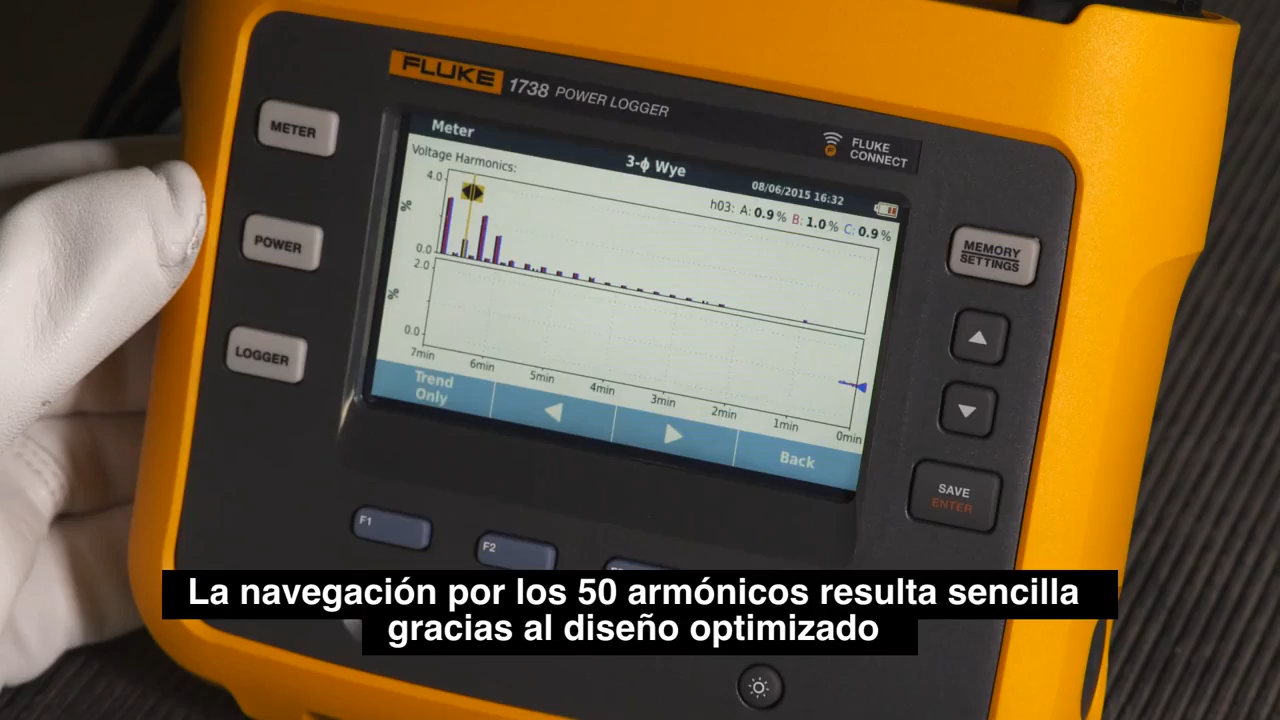 FLUKE 1738 POWER LOGGER
FLUKE
CONNECT
METER
POWER
LOGGER
Meter
3-ϕ Wye
08/06/2015 16:32
Voltage Harmonics:
h03: A: 0.9% B: 1.0% C: 0.9%
4.0
%
0.0
2.0
%
0.0
7min 6min 5min 4min 3min 2min 1min 0min
Trend
Only
Back
MEMORY
SETTINGS
SAVE
ENTER
F1
F2
La navegación por los 50 armónicos resulta sencilla
gracias al diseño optimizado